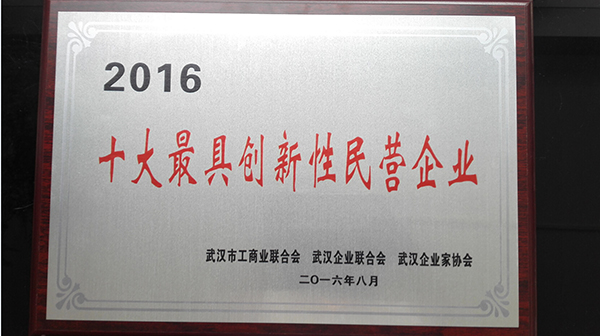 2016
十大最具创新性民营企业
武汉市工商业联合会 武汉企业联合会 武汉企业家协会
二〇一六年八月